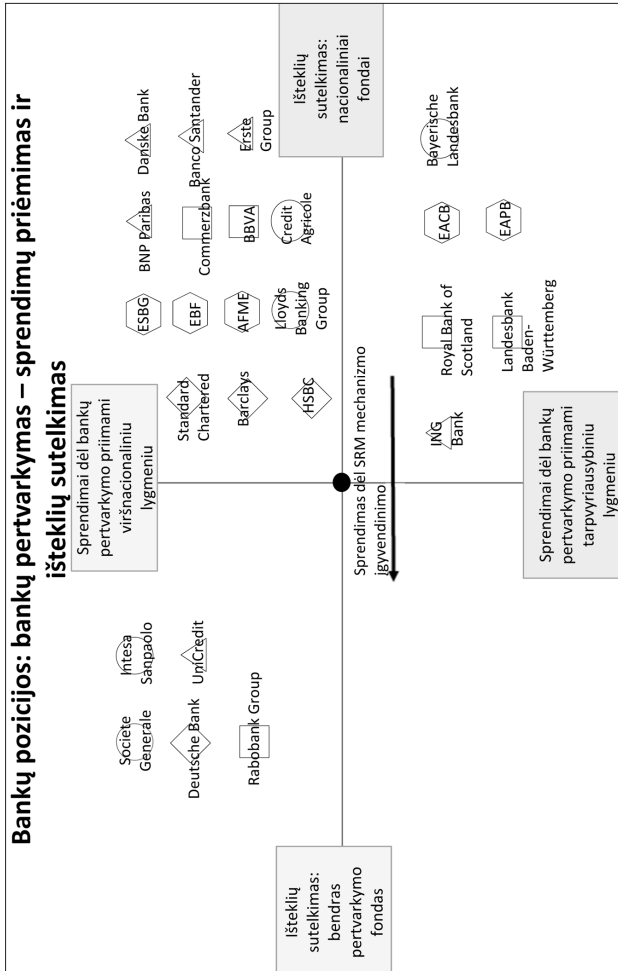 Bankų pozicijos: bankų pertvarkymas – sprendimų priėmimas ir
išteklių sutelkimas
Sprendimai dėl bankų
pertvarkymo priimami
viršnacionaliniu
lygmeniu
Societe
Generale
Intesa
Sanpaolo
Deutsche Bank
UniCredit
Rabobank Group
Standard
Chartered
Barclays
HSBC
ESBG
EBF
AFME
Lloyds
Banking
Group
BNP Paribas
Commerzbank
BBVA
Credit
Agricole
Danske Bank
Banco Santander
Erste
Group
Išteklių
sutelkimas:
bendras
pertvarkymo
fondas
Išteklių
sutelkimas:
nacionaliniai
fondai
Sprendimas dėl SRM mechanizmo
įgyvendinimo
ING
Bank
Royal Bank of
Scotland
Landesbank
Baden-
Württemberg
EACB
EAPB
Bayerische
Landesbank
Sprendimai dėl bankų
pertvarkymo priimami
tarpvyriausybiniu
lygmeniu